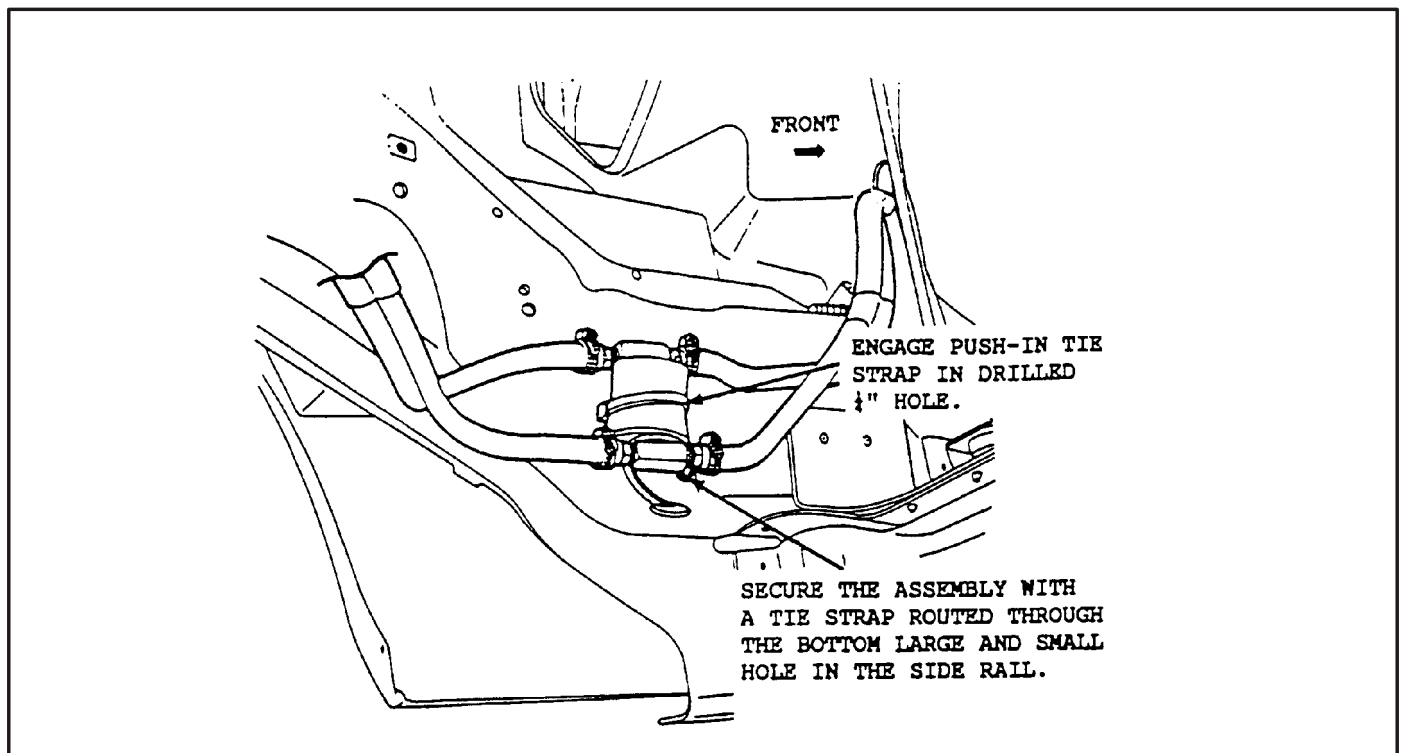 FRONT
ENGAGE PUSH-IN TIE
STRAP IN DRILLED
¼" HOLE.
SECURE THE ASSEMBLY WITH
A TIE STRAP ROUTED THROUGH
THE BOTTOM LARGE AND SMALL
HOLE IN THE SIDE RAIL.